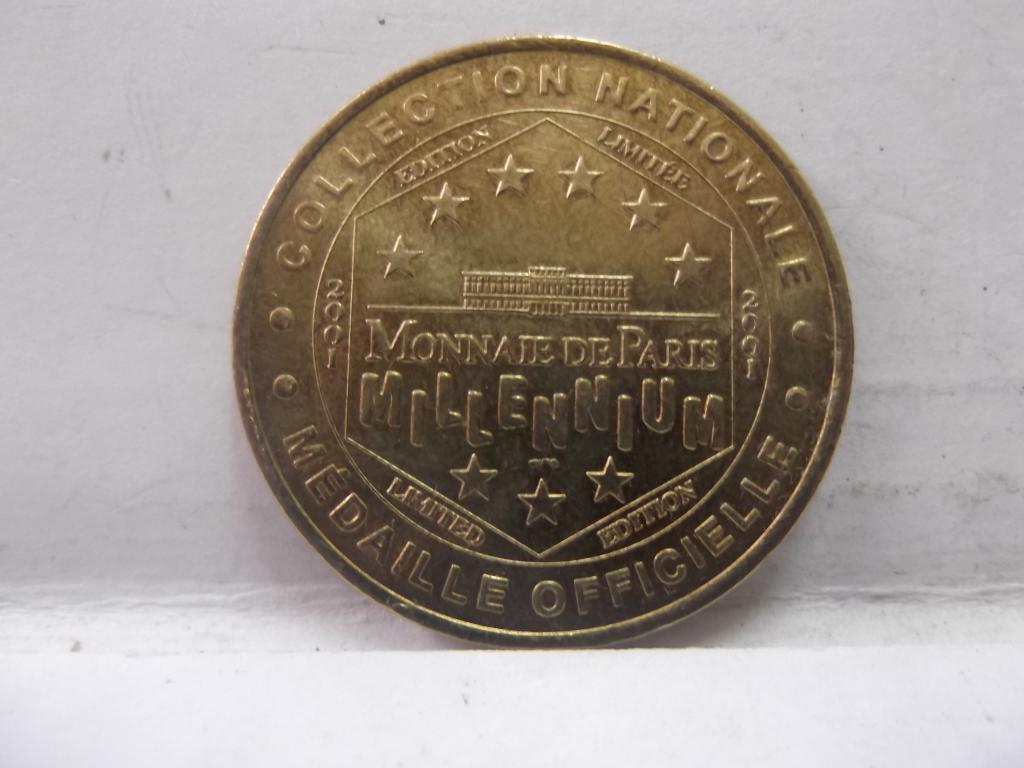 COLLECTION NATIONALE
EDITION
LIMITÉE
2001
2001
MONNAIE DE PARIS
MILLENNIUM
LIMITED
EDITION
MÉDAILLE OFFICIELLE